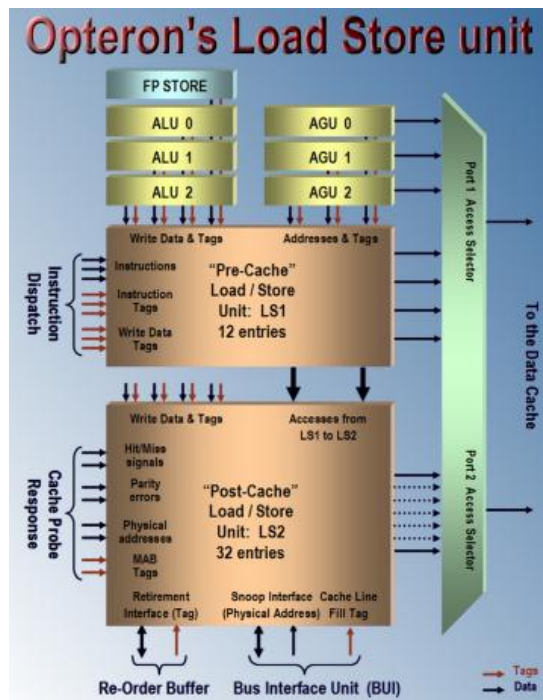 Opteron's Load Store unit
FP STORE
ALU 0
ALU 1
ALU 2
AGU 0
AGU 1
AGU 2
Port 1 Access Selector
Write Data & Tags
Addresses & Tags
Instruction
Dispatch
Instructions
Instruction
Tags
Write Data
Tags
"Pre-Cache"
Load / Store
Unit: LS1
12 entries
To the Data Cache
Write Data & Tags
Accesses from
LS1 to LS2
Cache Probe
Response
Hit/Miss
signals
Parity
errors
Physical
addresses
MAB
Tags
"Post-Cache"
Load / Store
Unit: LS2
32 entries
Port 2 Access Selector
Retirement
Interface (Tag)
Snoop Interface
(Physical Address)
Cache Line
Fill Tag
Re-Order Buffer
Bus Interface Unit (BUI)
Tags
Data